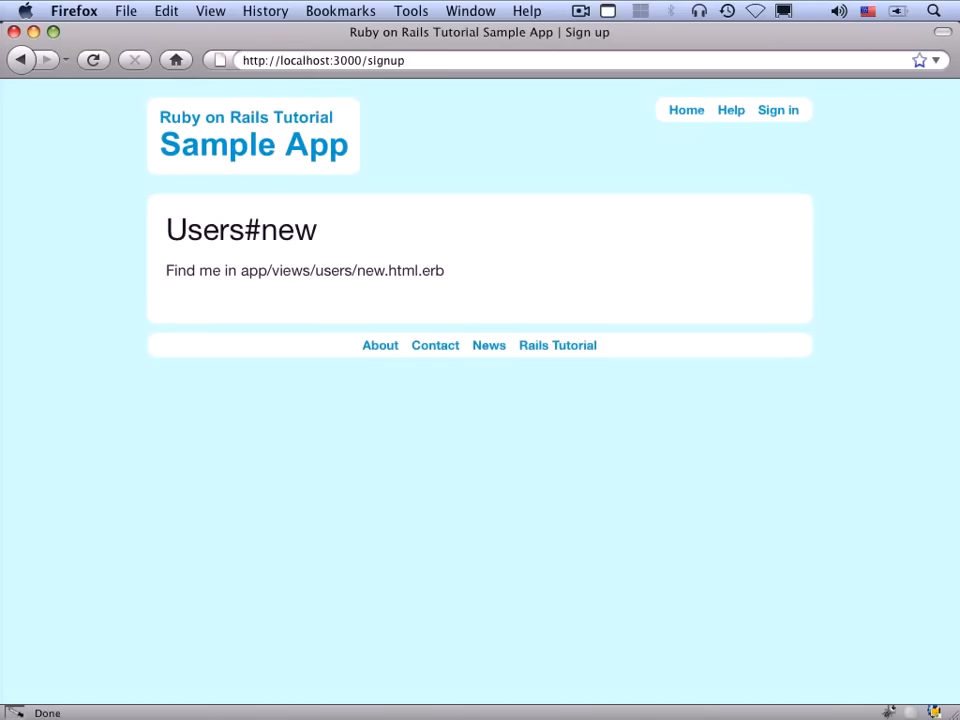 Firefox File Edit View History Bookmarks Tools Window Help
Ruby on Rails Tutorial Sample App | Sign up
http://localhost:3000/signup
Ruby on Rails Tutorial
Sample App
Home Help Sign in
Users#new
Find me in app/views/users/new.html.erb
About Contact News Rails Tutorial
Done